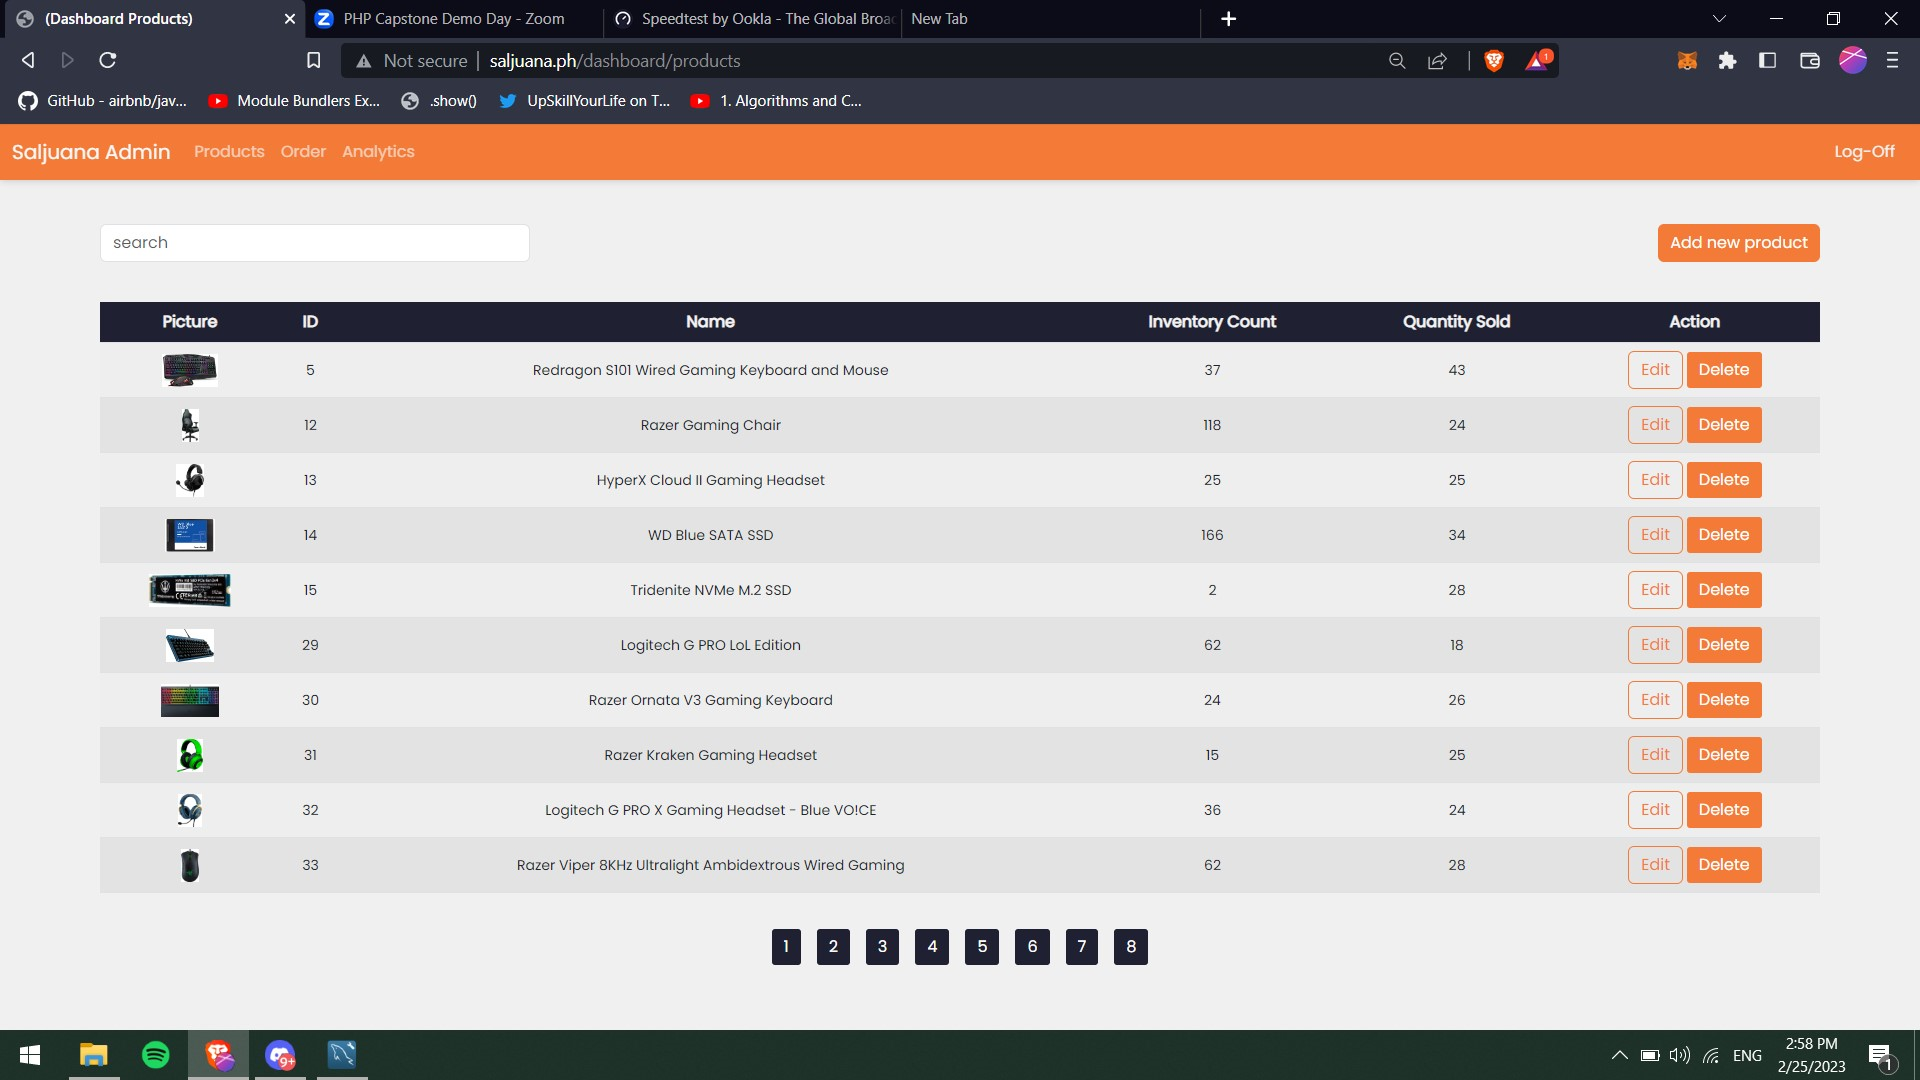 (Dashboard Products)
PHP Capstone Demo Day - Zoom
Speedtest by Ookla - The Global Broa
New Tab
Not secure
saljuana.ph/dashboard/products
1
GitHub - airbnb/jav...
Module Bundlers Ex...
.show()
UpSkillYourLife on T...
1. Algorithms and C...
Saljuana Admin
Products
Order
Analytics
Log-Off
search
Add new product
Picture ID Name Inventory Count Quantity Sold Action
5 Redragon S101 Wired Gaming Keyboard and Mouse 37 43 Edit Delete
12 Razer Gaming Chair 118 24 Edit Delete
13 HyperX Cloud II Gaming Headset 25 25 Edit Delete
14 WD Blue SATA SSD 166 34 Edit Delete
15 Tridenite NVMe M.2 SSD 2 28 Edit Delete
29 Logitech G PRO LoL Edition 62 18 Edit Delete
30 Razer Ornata V3 Gaming Keyboard 24 26 Edit Delete
31 Razer Kraken Gaming Headset 15 25 Edit Delete
32 Logitech G PRO X Gaming Headset - Blue VO!CE 36 24 Edit Delete
33 Razer Viper 8KHz Ultralight Ambidextrous Wired Gaming 62 28 Edit Delete
1 2 3 4 5 6 7 8
9+
ENG
2:58 PM
2/25/2023
1